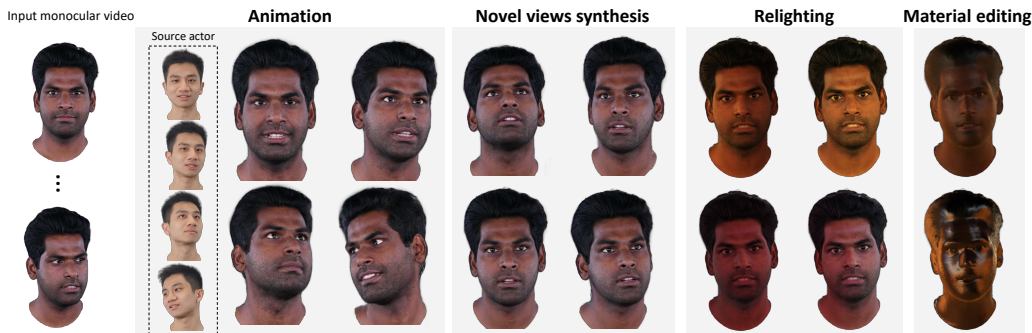 Input monocular video
Animation
Novel views synthesis
Relighting
Material editing
Source actor